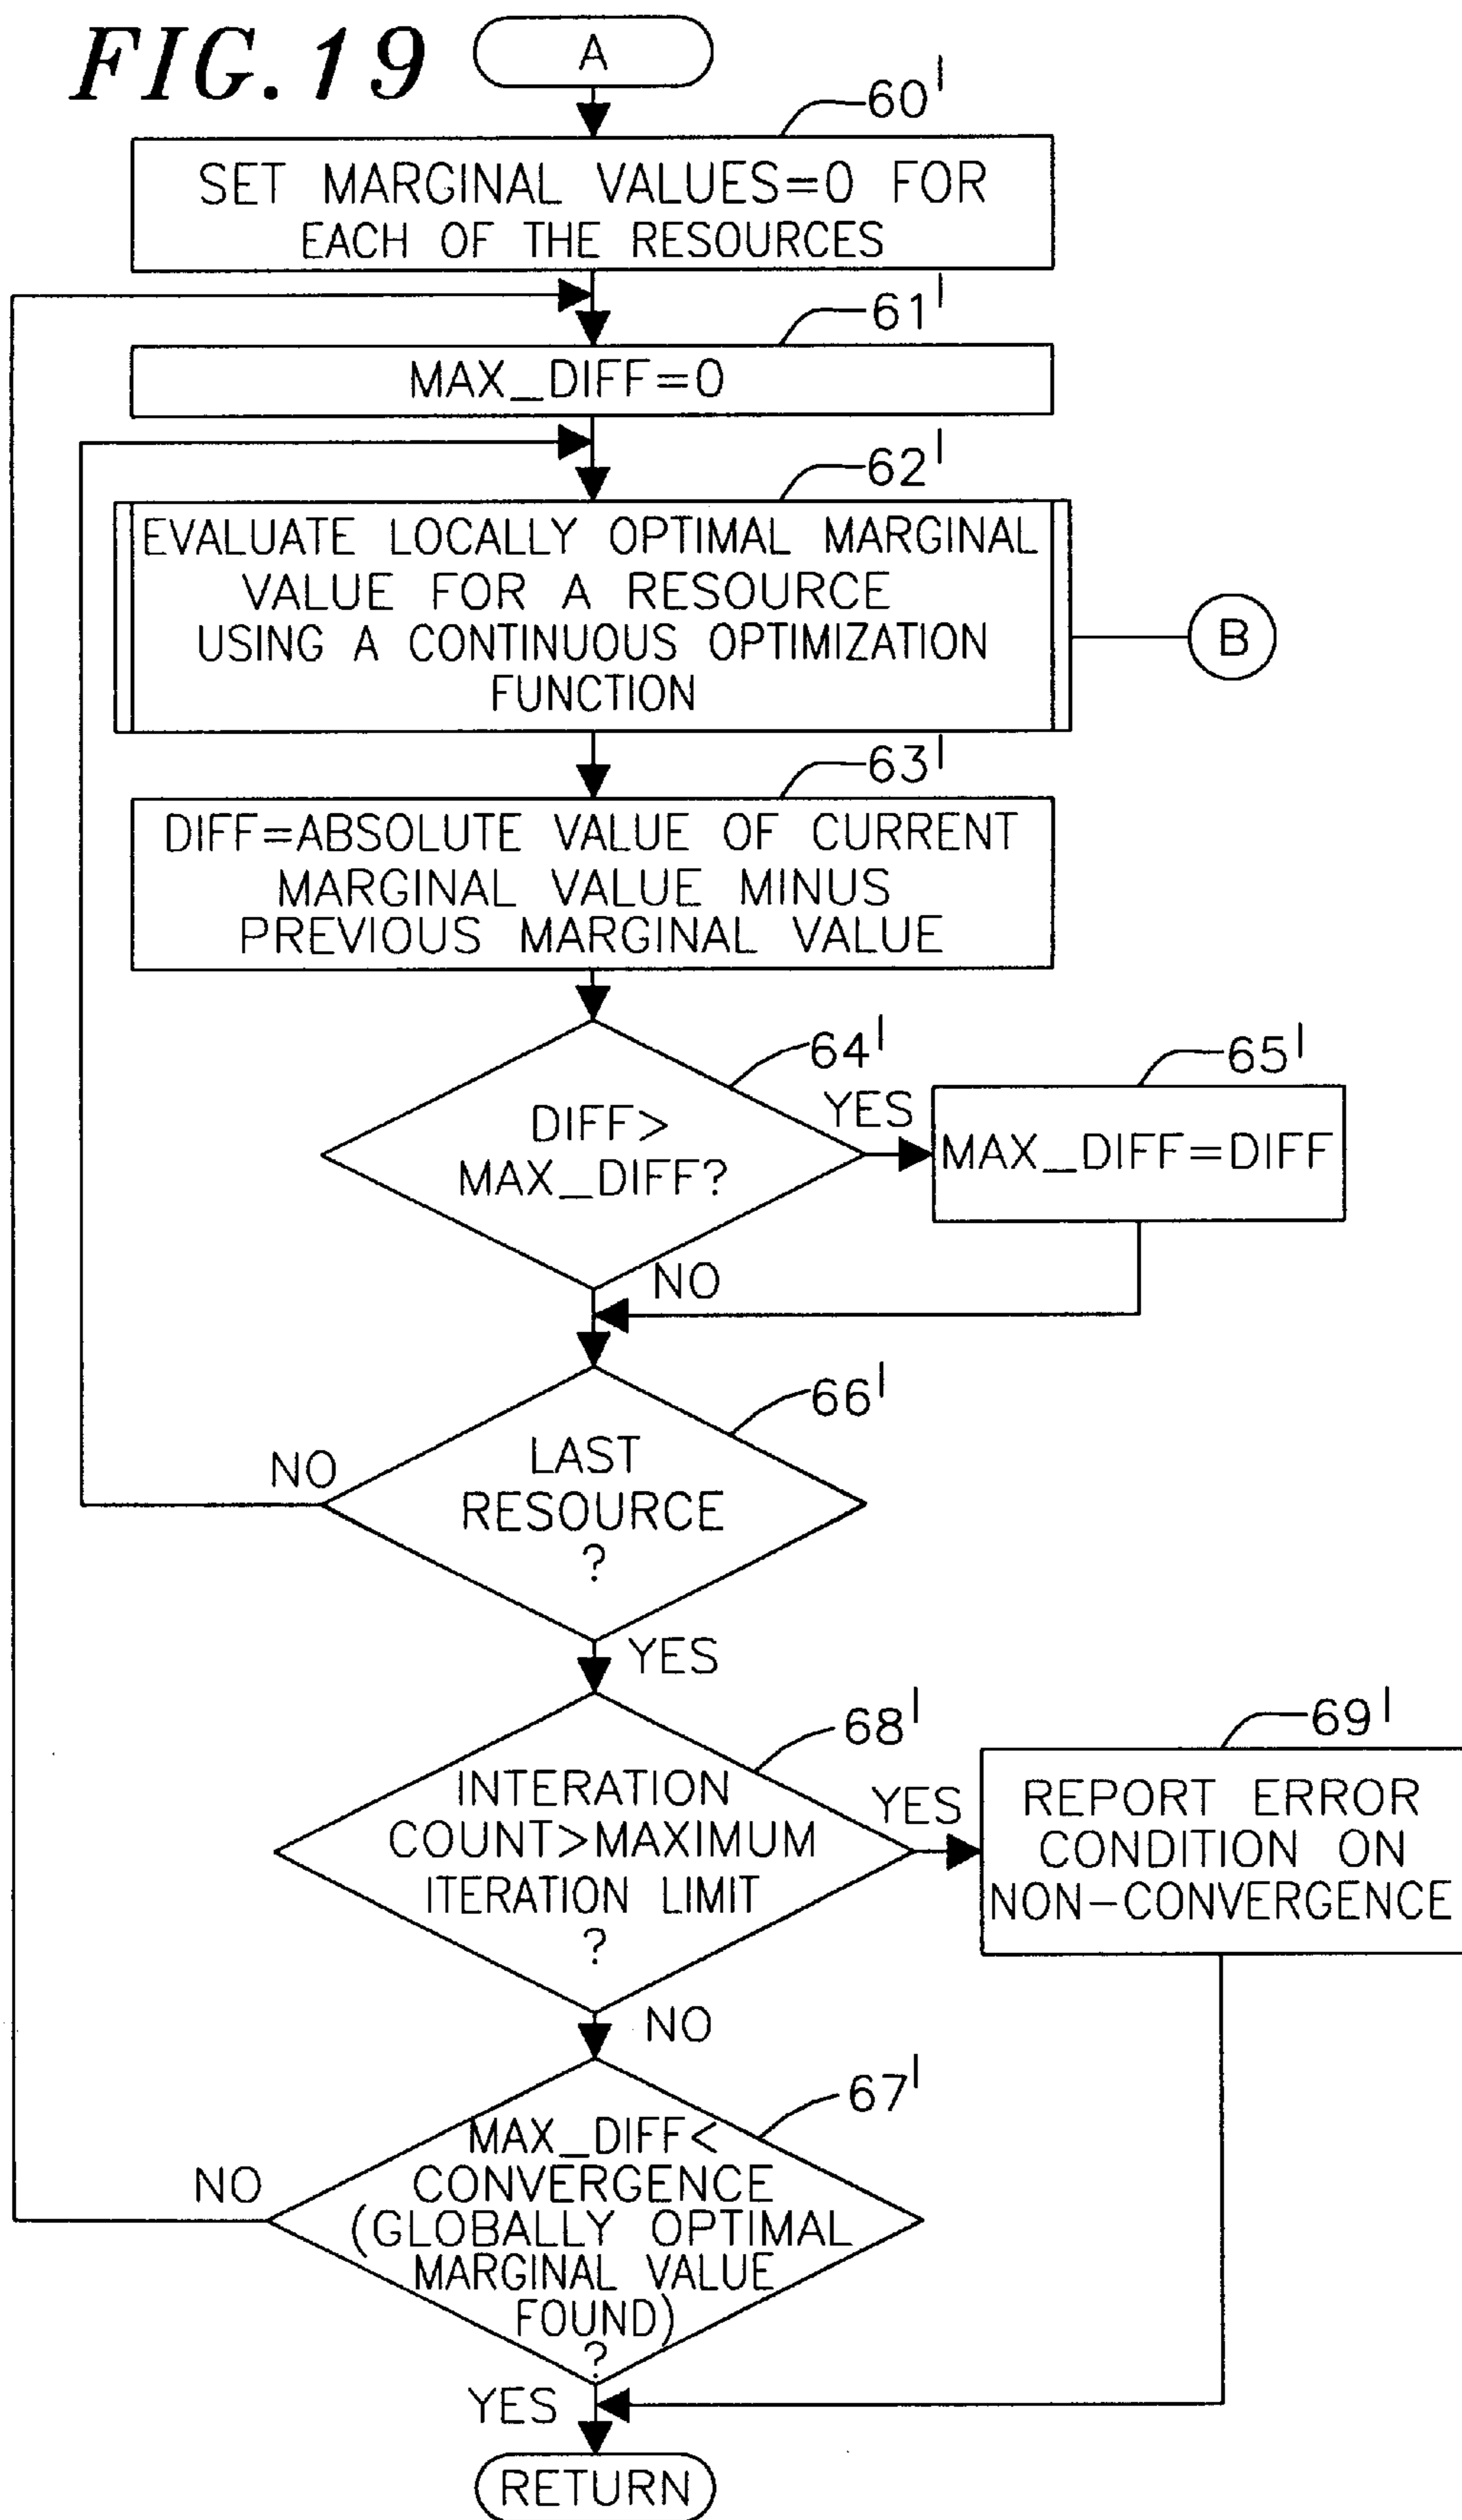 FIG.19
A
60'
SET MARGINAL VALUES=0 FOR
EACH OF THE RESOURCES
61'
MAX_DIFF=0
62'
EVALUATE LOCALLY OPTIMAL MARGINAL
VALUE FOR A RESOURCE
USING A CONTINUOUS OPTIMIZATION
FUNCTION
B
63'
DIFF=ABSOLUTE VALUE OF CURRENT
MARGINAL VALUE MINUS
PREVIOUS MARGINAL VALUE
64'
DIFF>
MAX_DIFF?
YES
65'
MAX_DIFF=DIFF
NO
66'
LAST
RESOURCE
?
NO
YES
68'
INTERATION
COUNT>MAXIMUM
ITERATION LIMIT
?
YES
69'
REPORT ERROR
CONDITION ON
NON-CONVERGENCE
NO
67'
MAX_DIFF<
CONVERGENCE
(GLOBALLY OPTIMAL
MARGINAL VALUE
FOUND)
?
NO
YES
RETURN